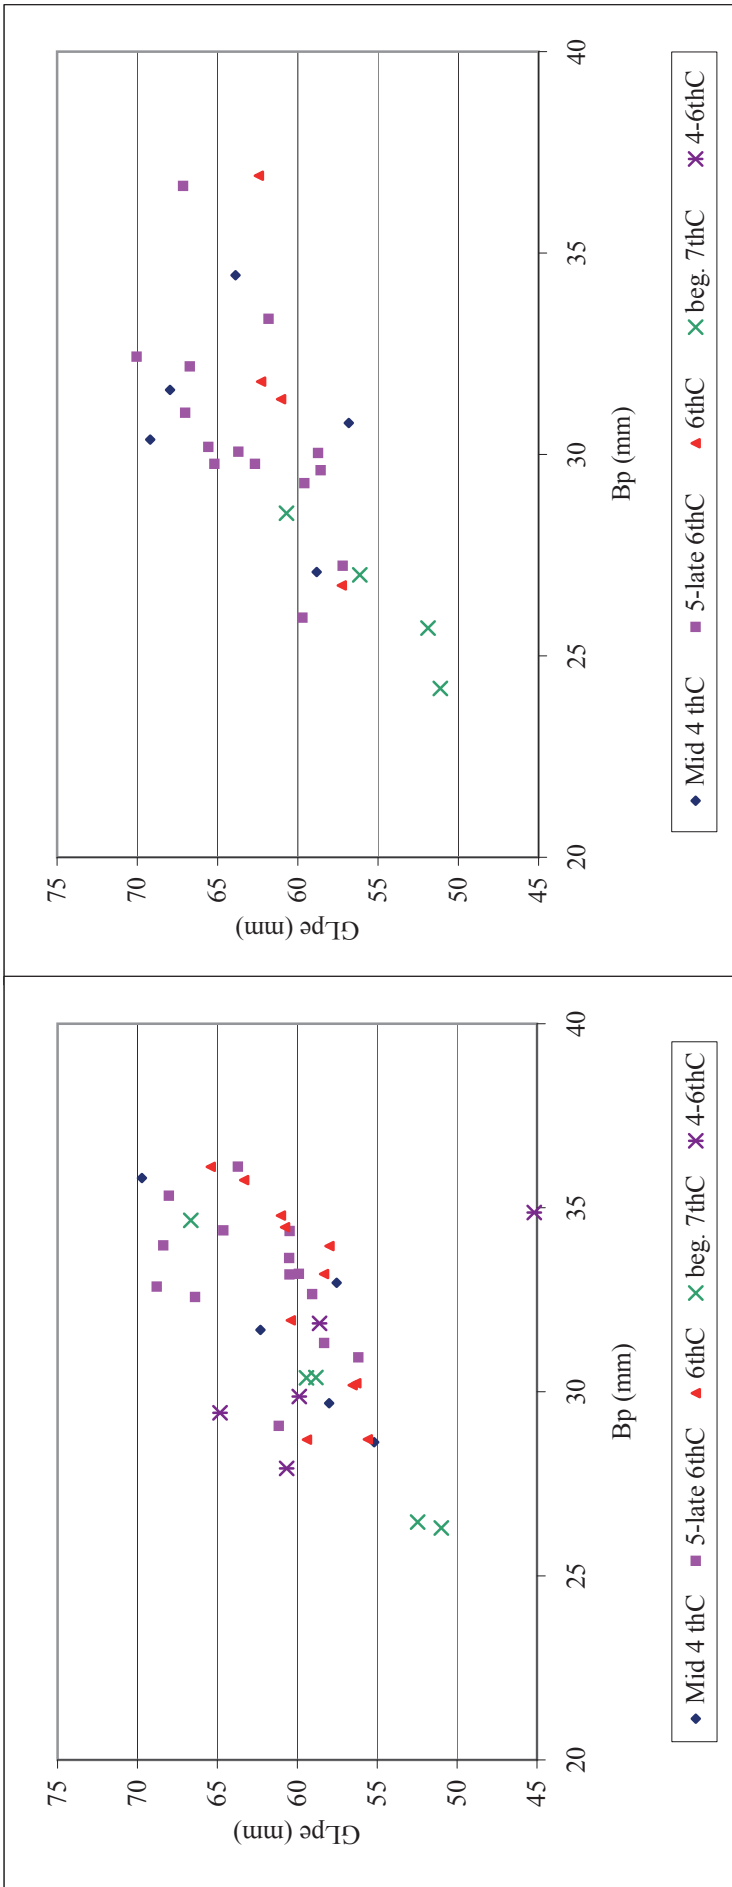 75
70
65
60
55
50
45
GLpe (mm)
20
25
30
35
40
Bp (mm)
Mid 4 thC
5-late 6thC
6thC
beg. 7thC
4-6thC
75
70
65
60
55
50
45
GLpe (mm)
20
25
30
35
40
Bp (mm)
Mid 4 thC
5-late 6thC
6thC
beg. 7thC
4-6thC